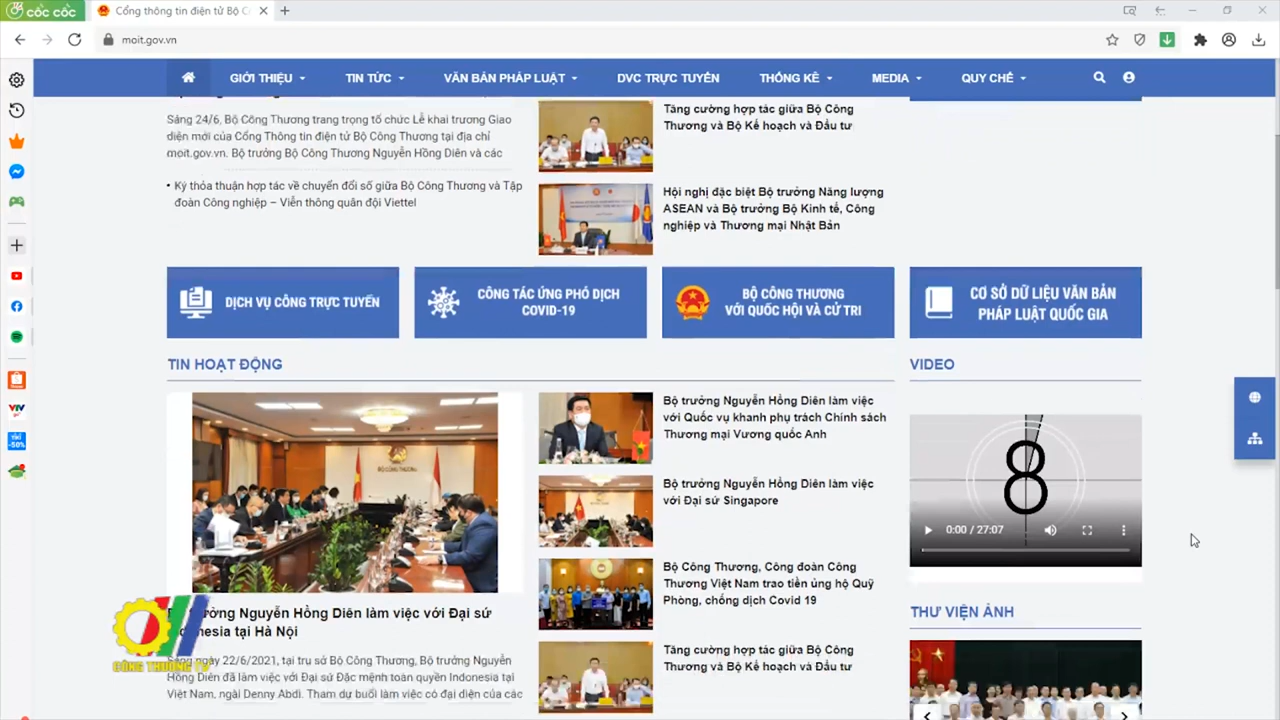 cốc cốc
Cổng thông tin điện tử Bộ C
moit.gov.vn
GIỚI THIỆU
TIN TỨC
VĂN BẢN PHÁP LUẬT
DVC TRỰC TUYẾN
THỐNG KÊ
MEDIA
QUY CHẾ
Sáng 24/6, Bộ Công Thương trang trọng tổ chức Lễ khai trương Giao
diện mới của Cổng Thông tin điện tử Bộ Công Thương tại địa chỉ
moit.gov.vn. Bộ trưởng Bộ Công Thương Nguyễn Hồng Diên và các
• Ký thỏa thuận hợp tác về chuyển đổi số giữa Bộ Công Thương và Tập
đoàn Công nghiệp – Viễn thông quân đội Viettel
Tăng cường hợp tác giữa Bộ Công
Thương và Bộ Kế hoạch và Đầu tư
Hội nghị đặc biệt Bộ trưởng Năng lượng
ASEAN và Bộ trưởng Bộ Kinh tế, Công
nghiệp và Thương mại Nhật Bản
DỊCH VỤ CÔNG TRỰC TUYẾN
CÔNG TÁC ỨNG PHÓ DỊCH
COVID-19
BỘ CÔNG THƯƠNG
VỚI QUỐC HỘI VÀ CỬ TRI
CƠ SỞ DỮ LIỆU VĂN BẢN
PHÁP LUẬT QUỐC GIA
TIN HOẠT ĐỘNG
BỘ CÔNG THƯƠNG
ưởng Nguyễn Hồng Diên làm việc với Đại sứ
nesia tại Hà Nội
Sáng ngày 22/6/2021, tại trụ sở Bộ Công Thương, Bộ trưởng Nguyễn
Hồng Diên đã làm việc với Đại sứ Đặc mệnh toàn quyền Indonesia tại
Việt Nam, ngài Denny Abdi. Tham dự buổi làm việc có đại diện của các
Bộ trưởng Nguyễn Hồng Diên làm việc
với Quốc vụ khanh phụ trách Chính sách
Thương mại Vương quốc Anh
Bộ trưởng Nguyễn Hồng Diên làm việc
với Đại sứ Singapore
Bộ Công Thương, Công đoàn Công
Thương Việt Nam trao tiền ủng hộ Quỹ
Phòng, chống dịch Covid 19
Tăng cường hợp tác giữa Bộ Công
Thương và Bộ Kế hoạch và Đầu tư
VIDEO
8
0:00 / 27:07
THƯ VIỆN ẢNH
VTV
TIKI
-50%
CÔNG THƯƠNG TV